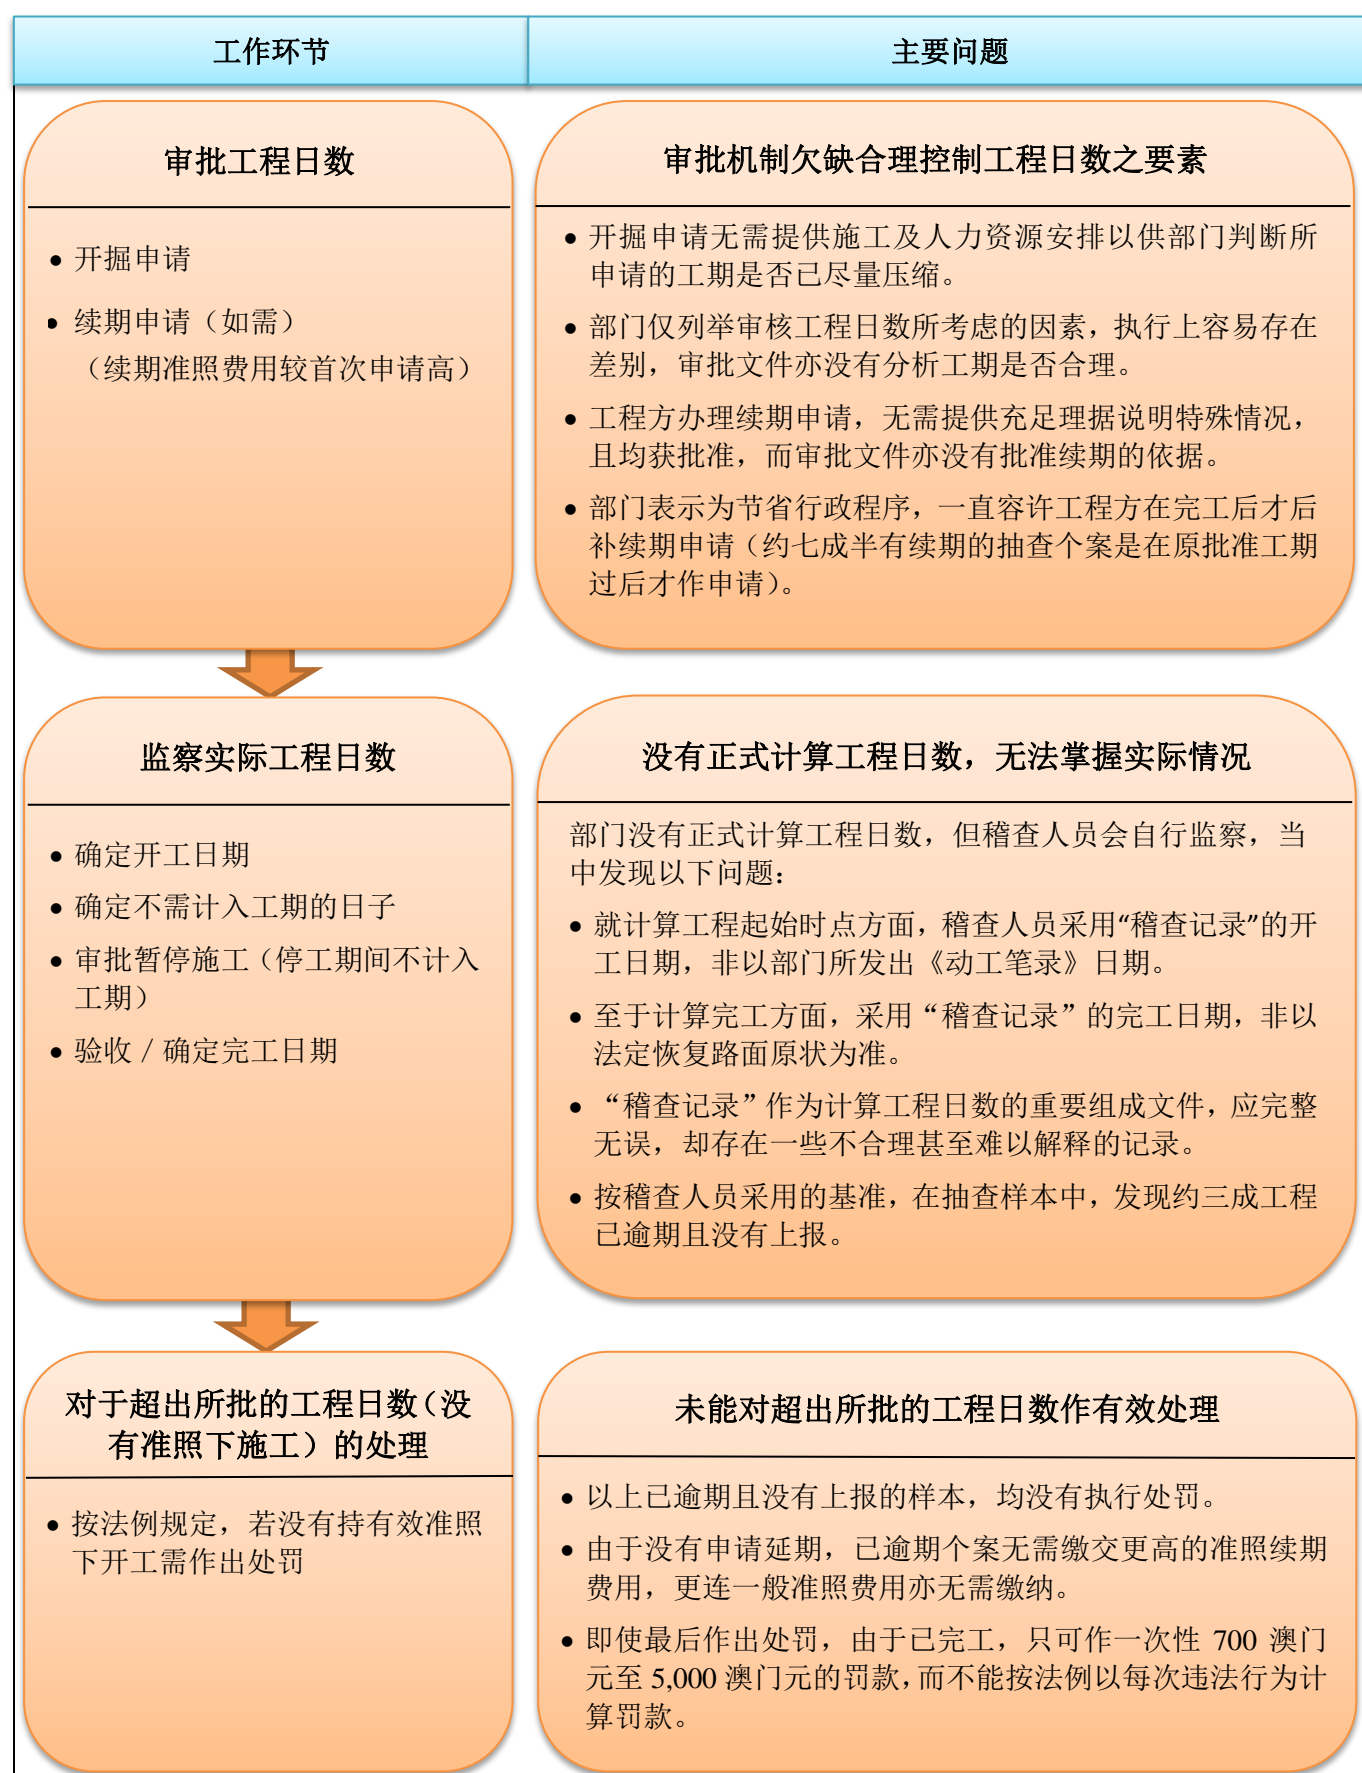 工作环节
主要问题
审批工程日数
• 开掘申请
• 续期申请（如需）
（续期准照费用较首次申请高）
审批机制欠缺合理控制工程日数之要素
• 开掘申请无需提供施工及人力资源安排以供部门判断所
申请的工期是否已尽量压缩。
• 部门仅列举审核工程日数所考虑的因素，执行上容易存在
差别，审批文件亦没有分析工期是否合理。
• 工程方办理续期申请，无需提供充足理据说明特殊情况，
且均获批准，而审批文件亦没有批准续期的依据。
• 部门表示为节省行政程序，一直容许工程方在完工后才后
补续期申请（约七成半有续期的抽查个案是在原批准工期
过后才作申请）。
监察实际工程日数
• 确定开工日期
• 确定不需计入工期的日子
• 审批暂停施工（停工期间不计入
工期）
• 验收／确定完工日期
没有正式计算工程日数，无法掌握实际情况
部门没有正式计算工程日数，但稽查人员会自行监察，当
中发现以下问题：
• 就计算工程起始时点方面，稽查人员采用“稽查记录”的开
工日期，非以部门所发出《动工笔录》日期。
• 至于计算完工方面，采用“稽查记录”的完工日期，非以
法定恢复路面原状为准。
• “稽查记录”作为计算工程日数的重要组成文件，应完整
无误，却存在一些不合理甚至难以解释的记录。
• 按稽查人员采用的基准，在抽查样本中，发现约三成工程
已逾期且没有上报。
对于超出所批的工程日数（没
有准照下施工）的处理
• 按法例规定，若没有持有效准照
下开工需作出处罚
未能对超出所批的工程日数作有效处理
• 以上已逾期且没有上报的样本，均没有执行处罚。
• 由于没有申请延期，已逾期个案无需缴交更高的准照续期
费用，更连一般准照费用亦无需缴纳。
• 即使最后作出处罚，由于已完工，只可作一次性 700 澳门
元至 5,000 澳门元的罚款，而不能按法例以每次违法行为计
算罚款。